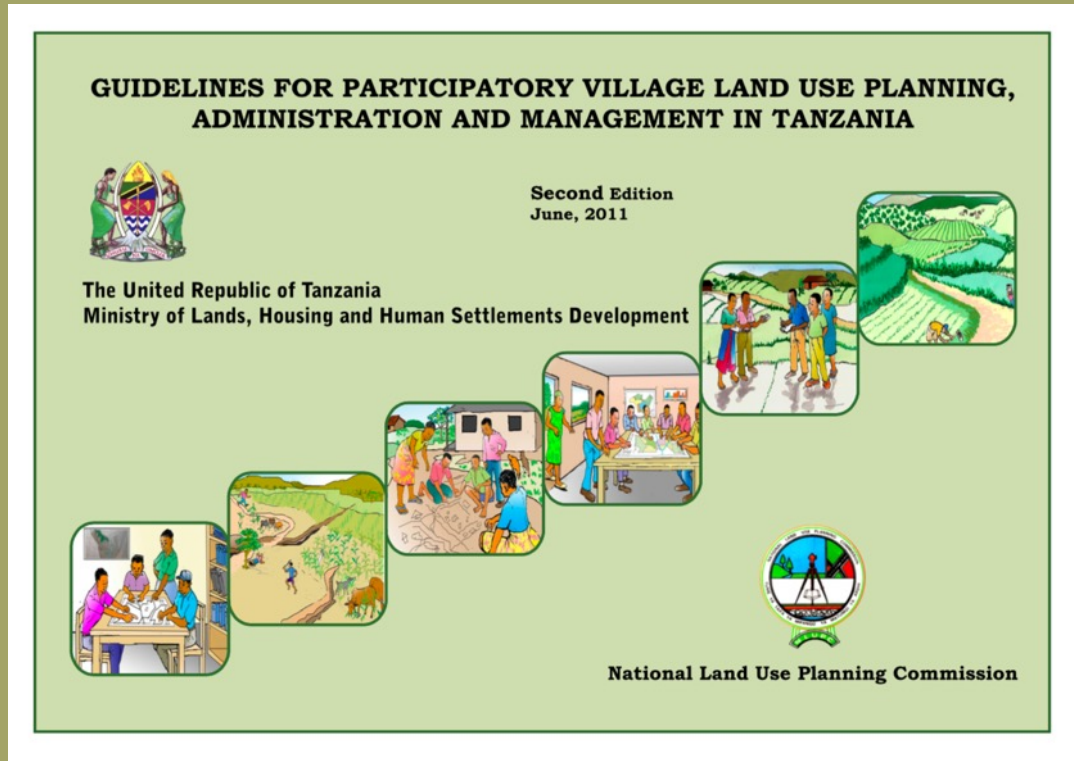 GUIDELINES FOR PARTICIPATORY VILLAGE LAND USE PLANNING,
ADMINISTRATION AND MANAGEMENT IN TANZANIA
Second Edition
June, 2011
The United Republic of Tanzania
Ministry of Lands, Housing and Human Settlements Development
National Land Use Planning Commission